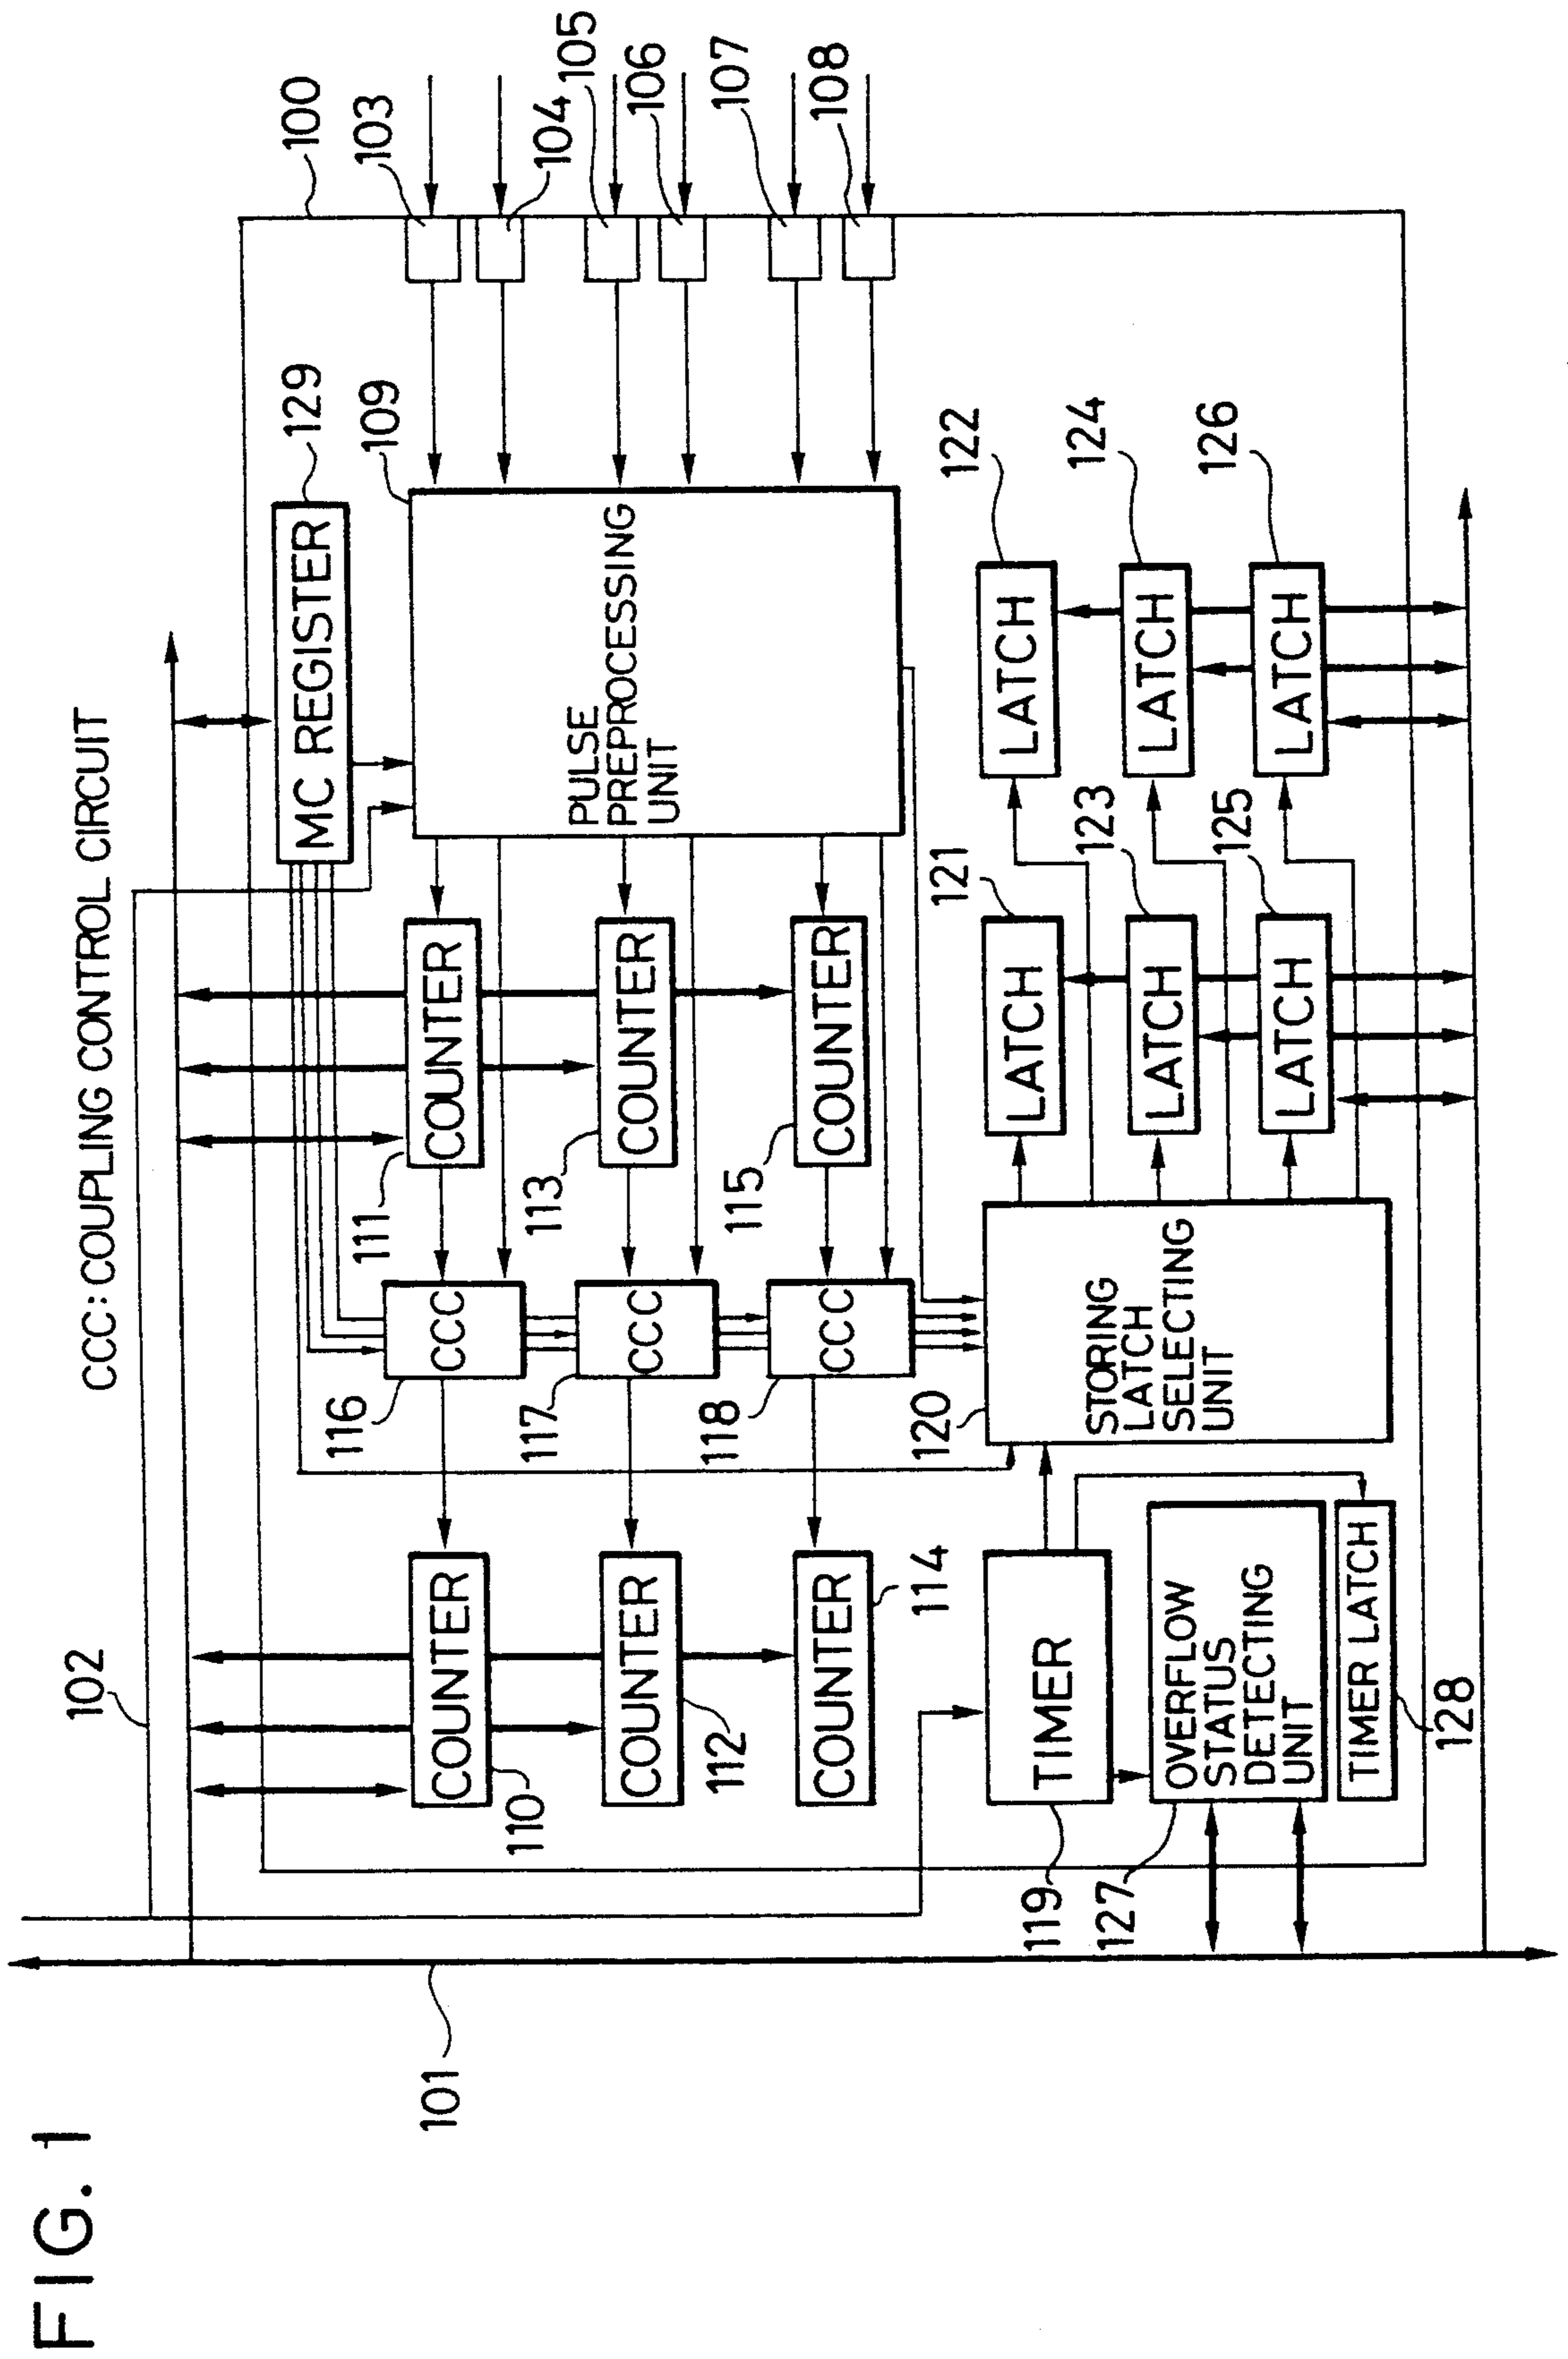 FIG. 1
CCC: COUPLING CONTROL CIRCUIT
102
101
100
129
MC REGISTER
103
104
105
106
107
108
109
PULSE
PREPROCESSING
UNIT
110
COUNTER
116
CCC
111
COUNTER
112
COUNTER
117
CCC
113
COUNTER
114
COUNTER
118
CCC
115
COUNTER
119
TIMER
120
STORING
LATCH
SELECTING
UNIT
121
LATCH
122
LATCH
123
LATCH
124
LATCH
125
LATCH
126
LATCH
127
OVERFLOW
STATUS
DETECTING
UNIT
128
TIMER LATCH